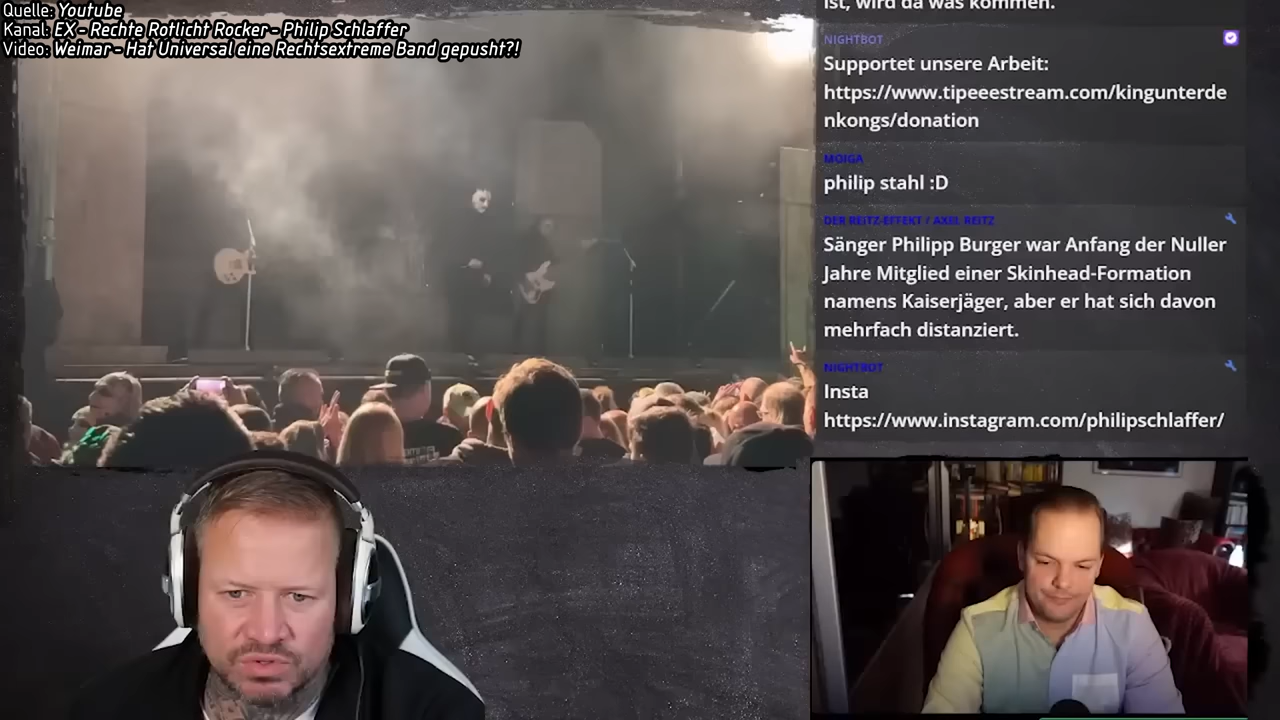 Quelle: Youtube
Kanal: EX - Rechte Rotlicht Rocker - Philip Schlaffer
Video: Weimar - Hat Universal eine Rechtsextreme Band gepusht?!
ist, wird da was kommen.
NIGHTBOT
Supportet unsere Arbeit:
https://www.tipeeestream.com/kingunterde
nkongs/donation
MOIGA
philip stahl :D
DER REITZ-EFFEKT / AXEL REITZ
Sänger Philipp Burger war Anfang der Nuller
Jahre Mitglied einer Skinhead-Formation
namens Kaiserjäger, aber er hat sich davon
mehrfach distanziert.
NIGHTBOT
Insta
https://www.instagram.com/philipschlaffer/